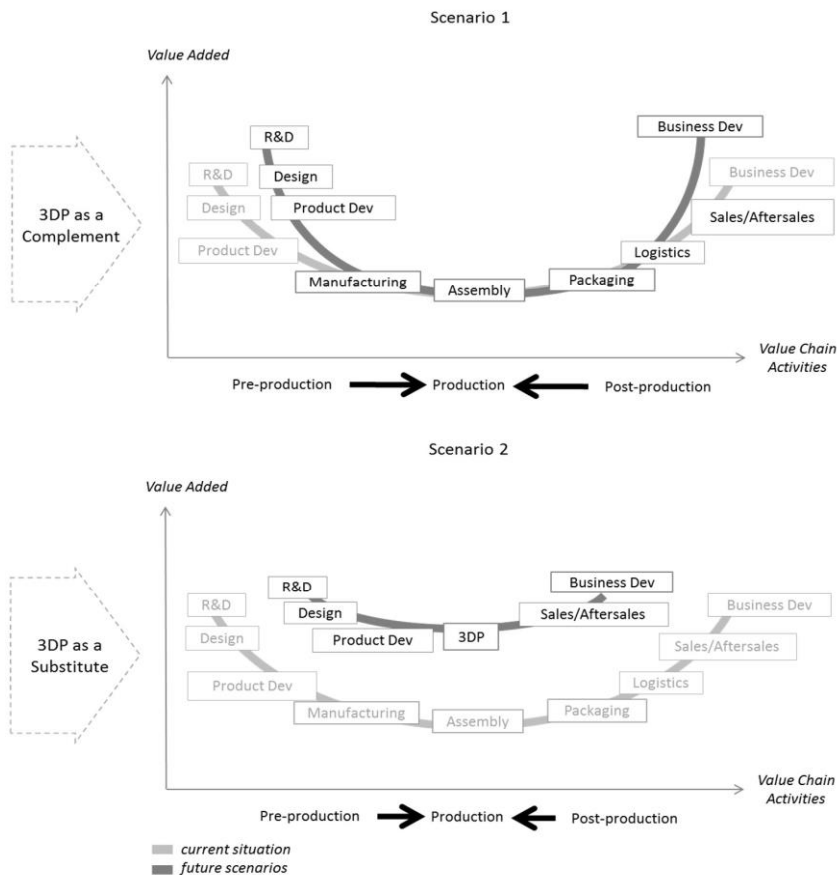 Scenario 1
Value Added
3DP as a
Complement
R&D
Design
Product Dev
R&D
Design
Product Dev
Manufacturing
Assembly
Packaging
Logistics
Business Dev
Business Dev
Sales/Aftersales
Value Chain
Activities
Pre-production
Production
Post-production
Scenario 2
Value Added
3DP as a
Substitute
R&D
Design
Product Dev
R&D
Design
Product Dev
3DP
Sales/Aftersales
Business Dev
Manufacturing
Assembly
Packaging
Logistics
Sales/Aftersales
Business Dev
Value Chain
Activities
Pre-production
Production
Post-production
current situation
future scenarios